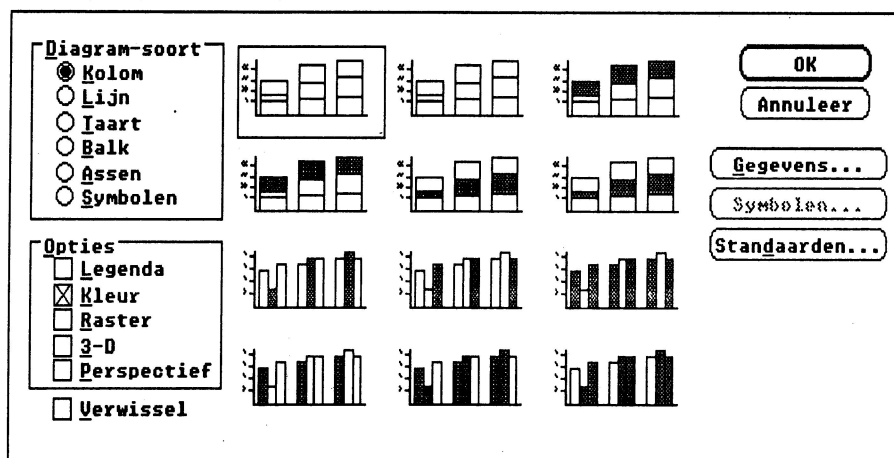 Diagram-soort
Kolom
Lijn
Taart
Balk
Assen
Symbolen
Opties
Legenda
Kleur
Raster
3-D
Perspectief
Verwissel
OK
Annuleer
Gegevens...
Symbolen...
Standaarden...